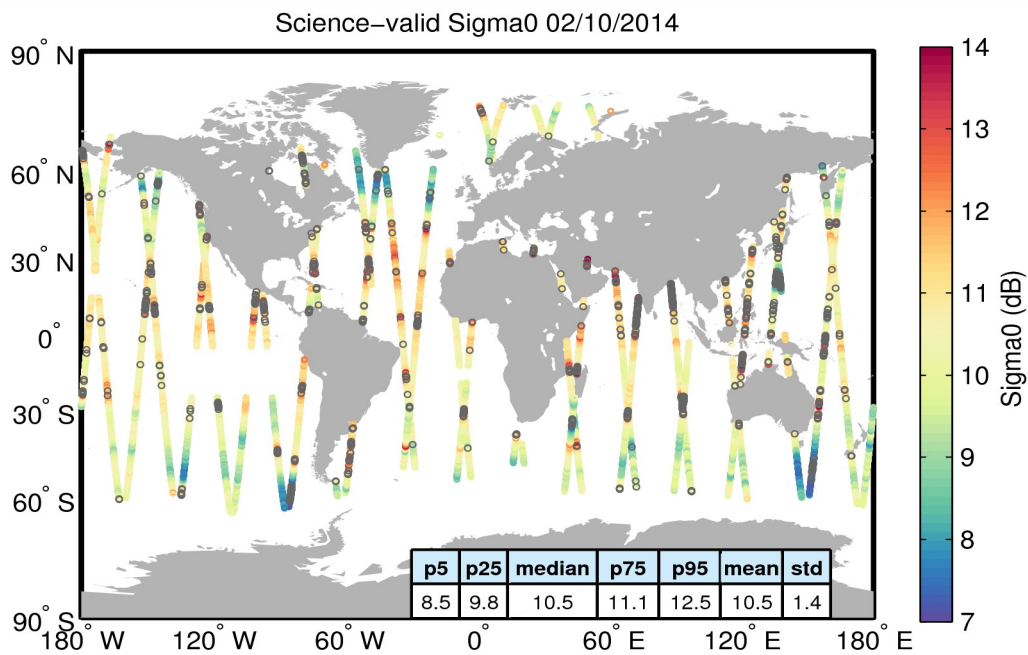 Science−valid Sigma0 02/10/2014
90° N
60° N
30° N
0°
30° S
60° S
90° S
180° W
120° W
60° W
0°
60° E
120° E
180° E
p5 p25 median p75 p95 mean std
8.5 9.8 10.5 11.1 12.5 10.5 1.4
14
13
12
11
10
9
8
7
Sigma0 (dB)